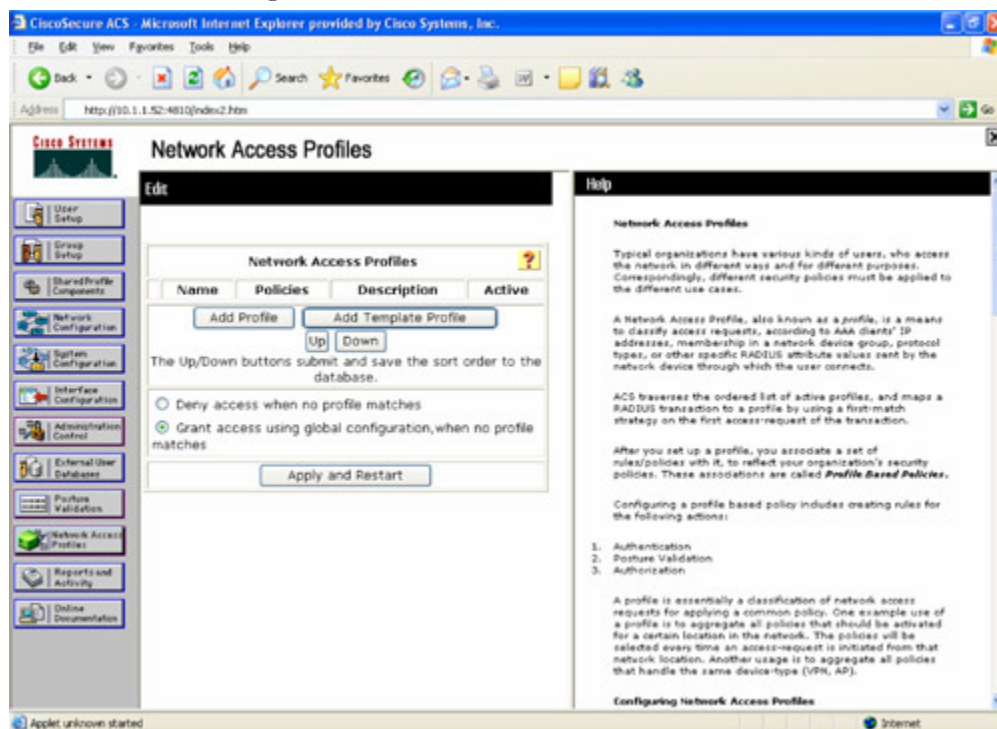 CiscoSecure ACS - Microsoft Internet Explorer provided by Cisco Systems, Inc.
File Edit View Favorites Tools Help
Back Search Favorites
Address http://10.1.1.52:4810/index2.htm Go
CISCO SYSTEMS
Network Access Profiles
User Setup
Group Setup
Shared Profile Components
Network Configuration
System Configuration
Interface Configuration
Administration Control
External User Databases
Posture Validation
Network Access Profiles
Reports and Activity
Online Documentation
Edit
Network Access Profiles ?
Name Policies Description Active
Add Profile Add Template Profile
Up Down
The Up/Down buttons submit and save the sort order to the
database.
Deny access when no profile matches
Grant access using global configuration, when no profile
matches
Apply and Restart
Help
Network Access Profiles
Typical organizations have various kinds of users, who access
the network in different ways and for different purposes.
Correspondingly, different security policies must be applied to
the different use cases.
A Network Access Profile, also known as a profile, is a means
to classify access requests, according to AAA clients' IP
addresses, membership in a network device group, protocol
types, or other specific RADIUS attribute values sent by the
network device through which the user connects.
ACS traverses the ordered list of active profiles, and maps a
RADIUS transaction to a profile by using a first-match
strategy on the first access-request of the transaction.
After you set up a profile, you associate a set of
rules/policies with it, to reflect your organization's security
policies. These associations are called Profile Based Policies.
Configuring a profile based policy includes creating rules for
the following actions:
1. Authentication
2. Posture Validation
3. Authorization
A profile is essentially a classification of network access
requests for applying a common policy. One example use of
a profile is to aggregate all policies that should be activated
for a certain location in the network. The policies will be
selected every time an access-request is initiated from that
network location. Another usage is to aggregate all policies
that handle the same device-type (VPN, AP).
Configuring Network Access Profiles
Applet unknown started Internet